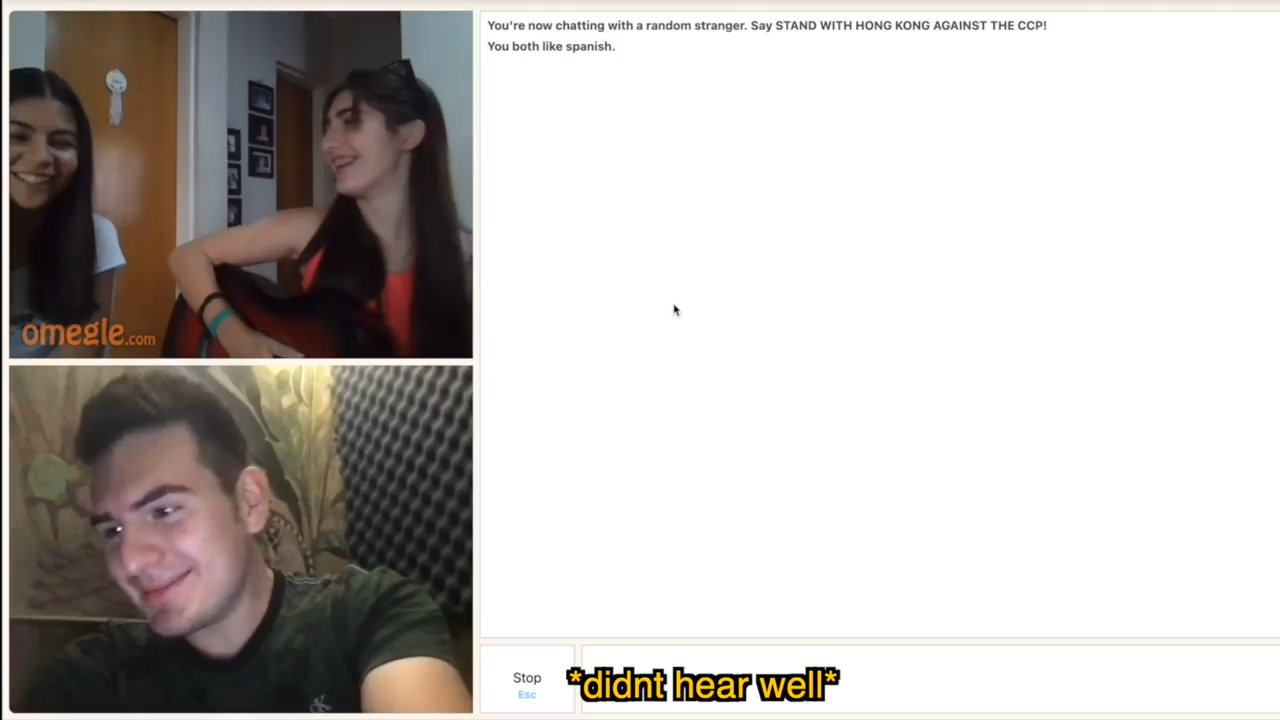 You're now chatting with a random stranger. Say STAND WITH HONG KONG AGAINST THE CCP!
You both like spanish.
omegle.com
Stop
Esc
*didnt hear well*